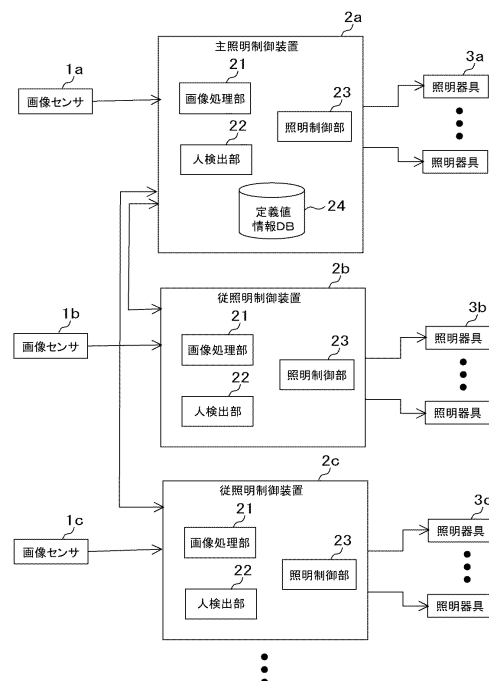 2a
主照明制御装置
1a
画像センサ
21
画像処理部
22
人検出部
23
照明制御部
24
定義値
情報DB
3a
照明器具
照明器具
2b
従照明制御装置
1b
画像センサ
21
画像処理部
22
人検出部
23
照明制御部
3b
照明器具
照明器具
2c
従照明制御装置
1c
画像センサ
21
画像処理部
22
人検出部
23
照明制御部
3c
照明器具
照明器具